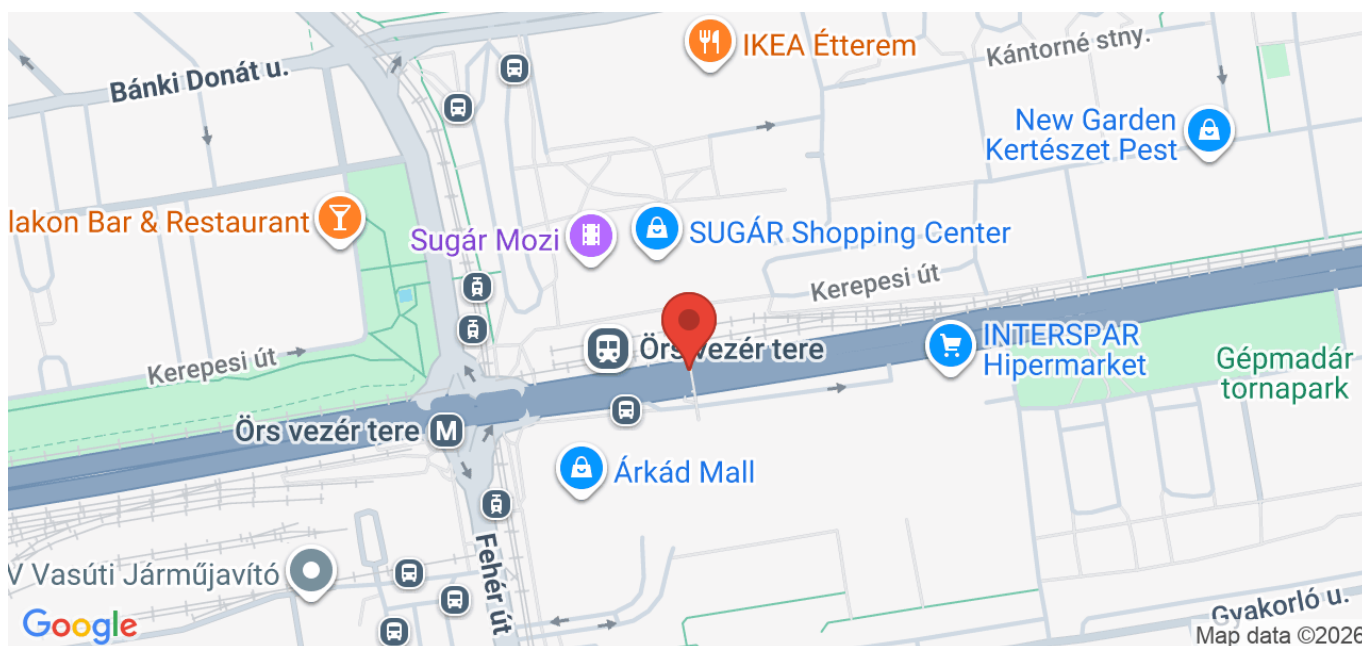 IKEA Étterem
Kántorné stny.
Bánki Donát u.
New Garden
Kertészet Pest
lakon Bar & Restaurant
Sugár Mozi
SUGÁR Shopping Center
Kerepesi út
Kerepesi út
Örs vezér tere
INTERSPAR
Hipermarket
Gépmadár
tornapark
Örs vezér tere
M
Árkád Mall
Fehér út
V Vasúti Járműjavító
Gyakorló u.
Google
Map data ©2026